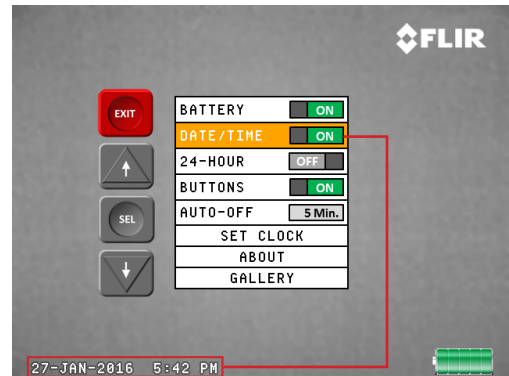 FLIR
EXIT
BATTERY ON
DATE/TIME ON
24-HOUR OFF
BUTTONS ON
SEL
AUTO-OFF 5 Min.
SET CLOCK
ABOUT
GALLERY
27-JAN-2016 5:42 PM